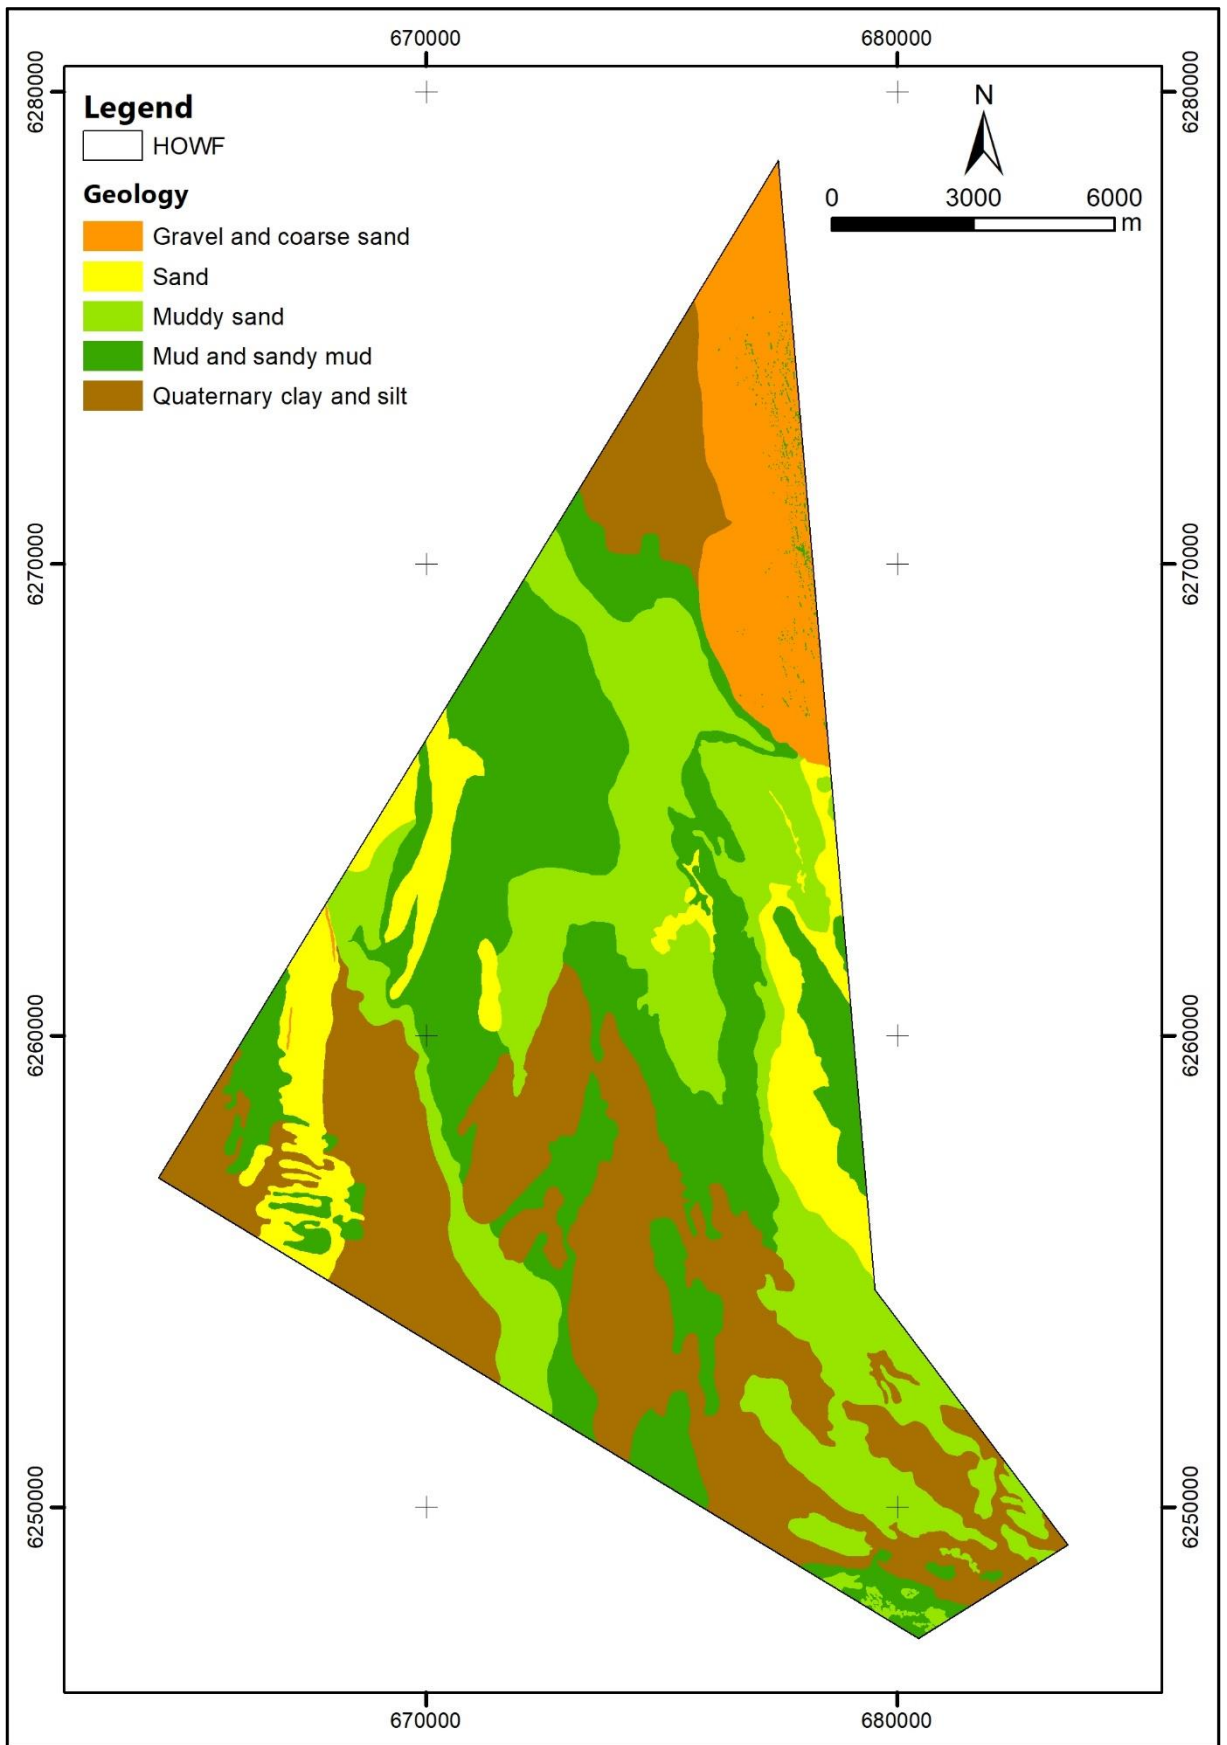 670000 680000
6280000 6280000
Legend
HOWF
Geology
Gravel and coarse sand
Sand
Muddy sand
Mud and sandy mud
Quaternary clay and silt
N
0 3000 6000
m
6270000 6270000
6260000 6260000
6250000 6250000
670000 680000